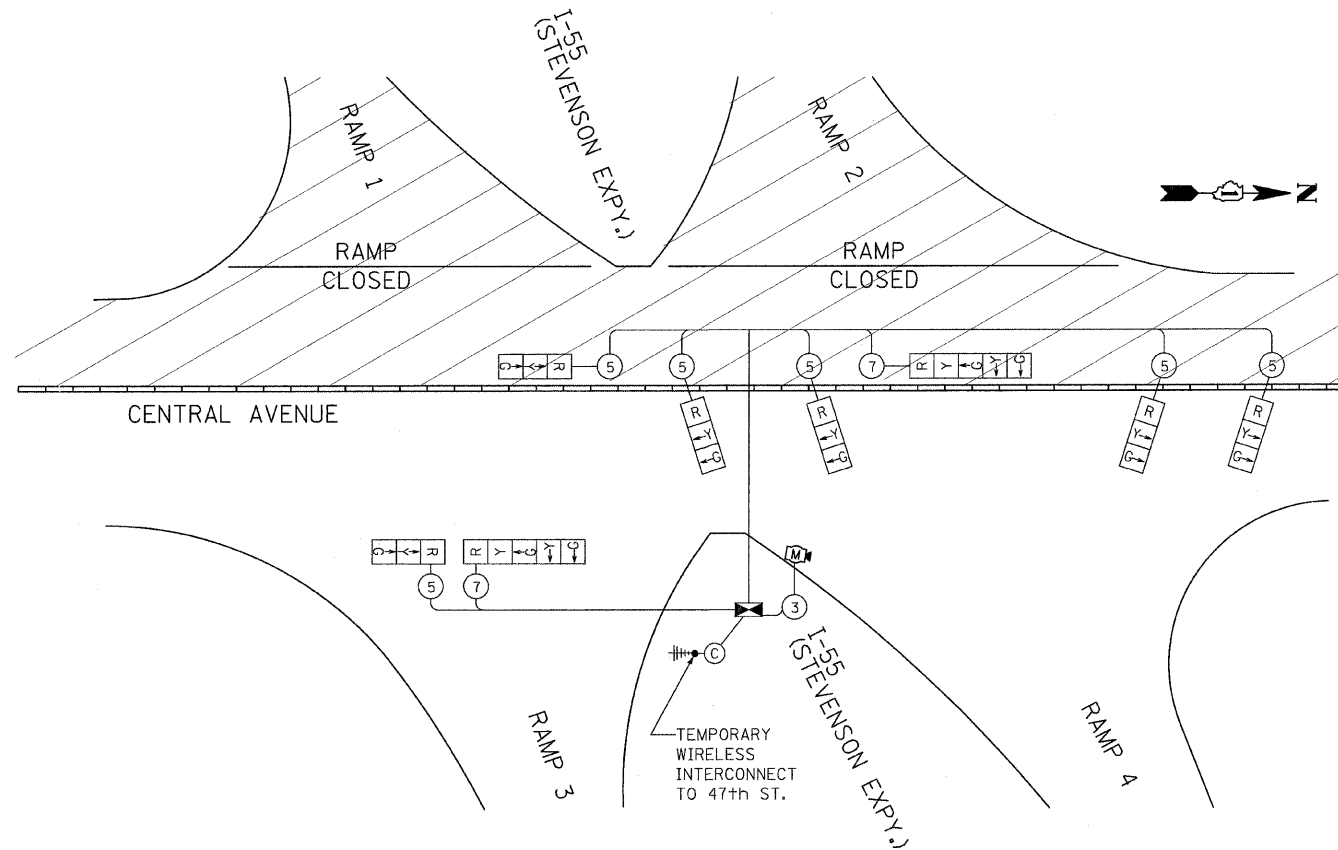 I-55
(STEVENSON EXPY.)
RAMP 1
RAMP 2
1 N
RAMP
CLOSED
RAMP
CLOSED
G Y R 5
5
5
7 R Y G Y G
5
5
CENTRAL AVENUE
R Y G
R Y G
R Y G
R Y G
G Y R
R Y G Y G
M
5
7
3
C
I-55
(STEVENSON EXPY.)
TEMPORARY
WIRELESS
INTERCONNECT
TO 47th ST.
RAMP 3
RAMP 4